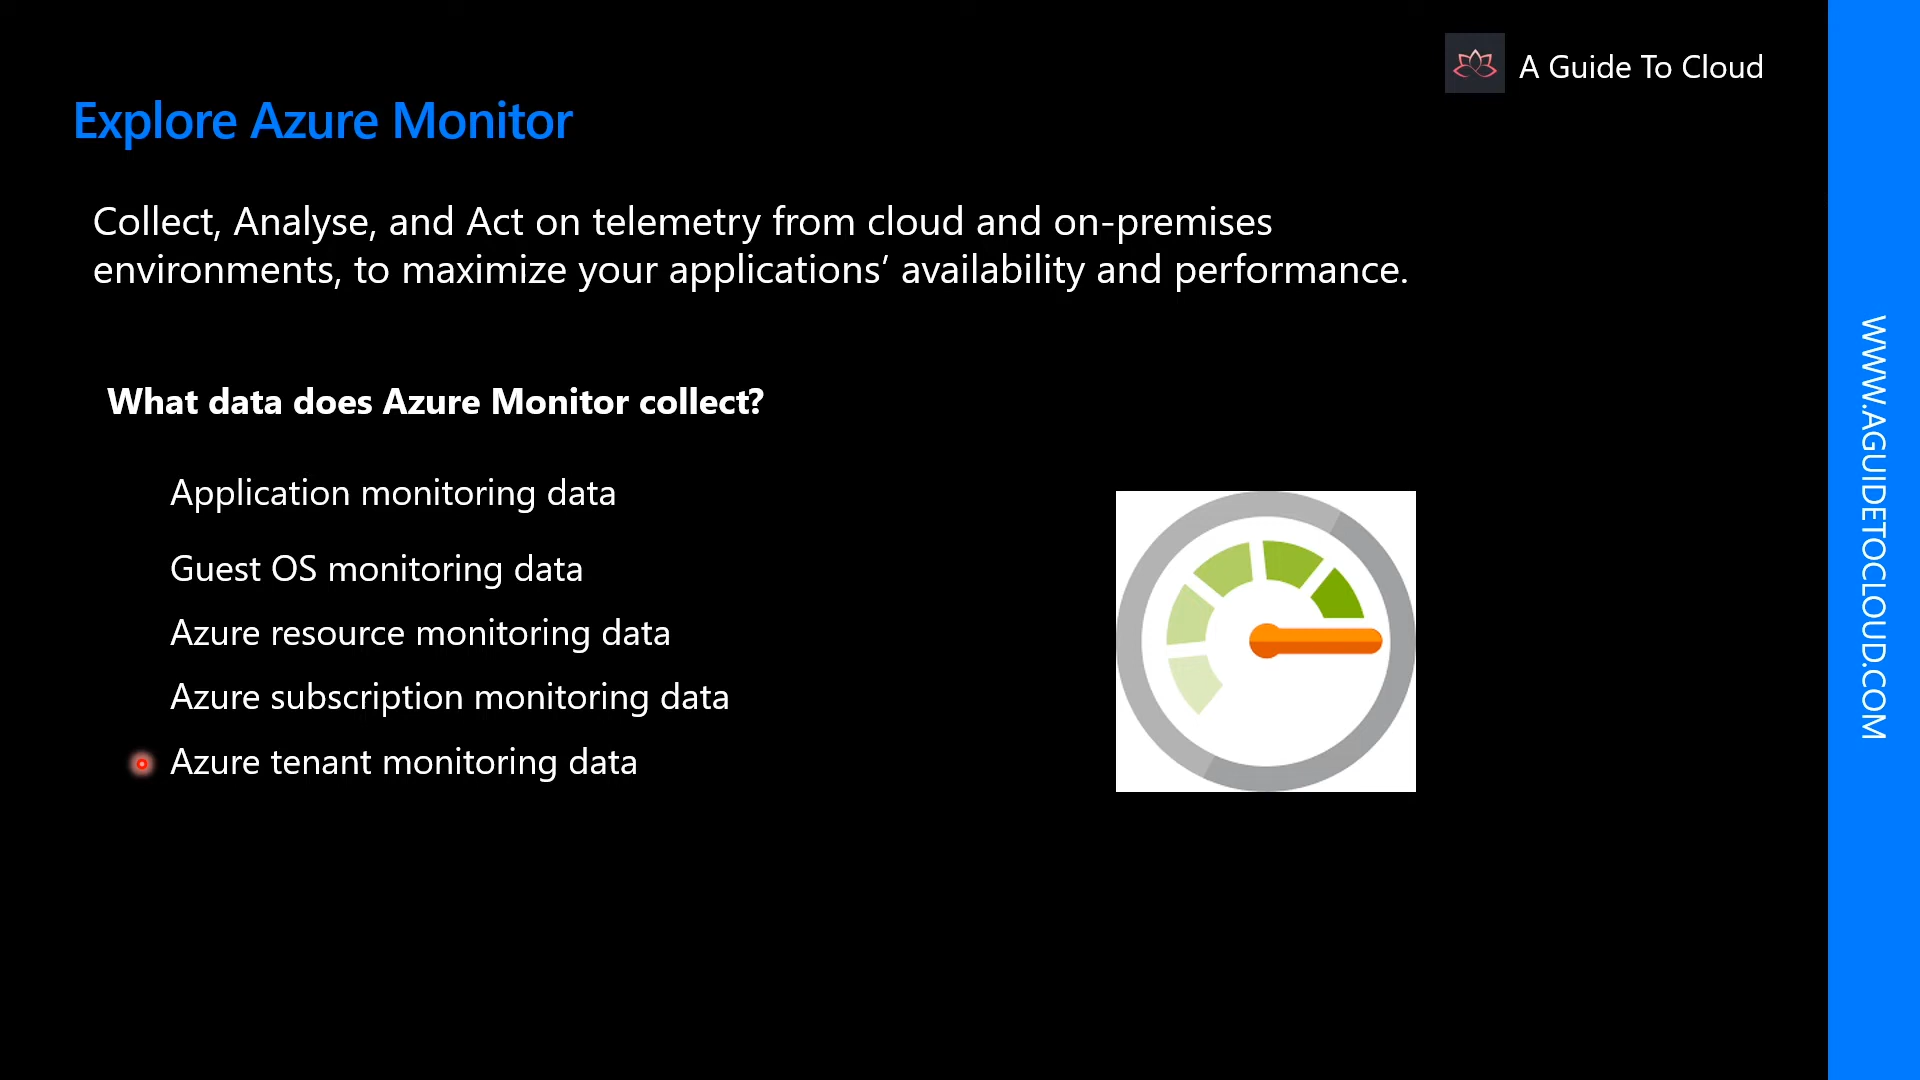 A Guide To Cloud
Explore Azure Monitor
Collect, Analyse, and Act on telemetry from cloud and on-premises
environments, to maximize your applications’ availability and performance.
What data does Azure Monitor collect?
Application monitoring data
Guest OS monitoring data
Azure resource monitoring data
Azure subscription monitoring data
Azure tenant monitoring data
WWW.AGUIDETOCLOUD.COM